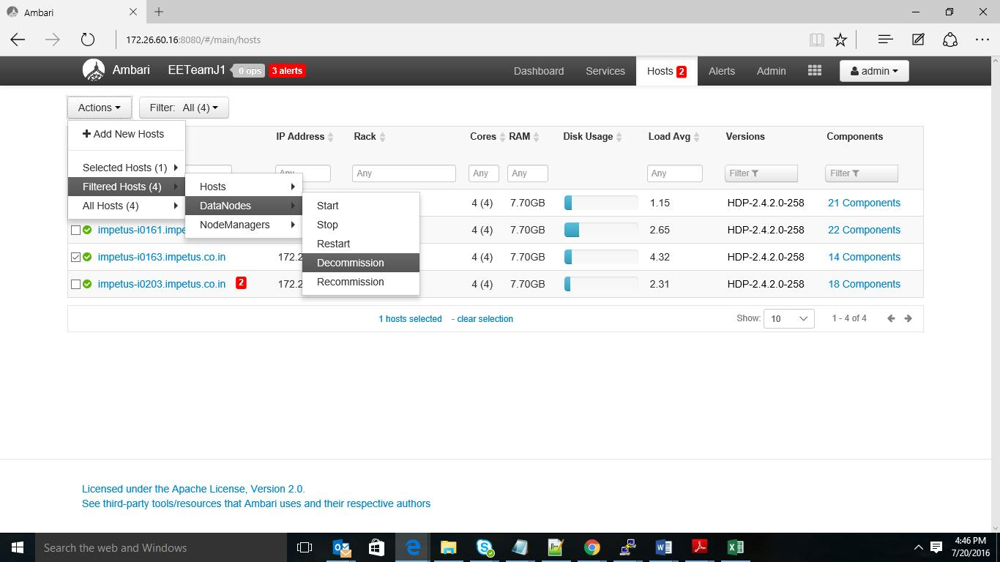 Ambari
172.26.60.16:8080/#/main/hosts
Ambari EETeamJ1 0 ops 3 alerts Dashboard Services Hosts 2 Alerts Admin admin
Actions Filter: All (4)
Add New Hosts
Selected Hosts (1)
Filtered Hosts (4)
All Hosts (4)
Hosts
DataNodes
NodeManagers
Start
Stop
Restart
Decommission
Recommission
IP Address Rack Cores RAM Disk Usage Load Avg Versions Components
Any Any Any Any Any Filter Filter
4 (4) 7.70GB 1.15 HDP-2.4.2.0-258 21 Components
impetus-i0161.impe 4 (4) 7.70GB 2.65 HDP-2.4.2.0-258 22 Components
impetus-i0163.impetus.co.in 172.2 4 (4) 7.70GB 4.32 HDP-2.4.2.0-258 14 Components
impetus-i0203.impetus.co.in 2 172.2 4 (4) 7.70GB 2.31 HDP-2.4.2.0-258 18 Components
1 hosts selected - clear selection Show: 10 1 - 4 of 4
Licensed under the Apache License, Version 2.0.
See third-party tools/resources that Ambari uses and their respective authors
Search the web and Windows
4:46 PM
7/20/2016